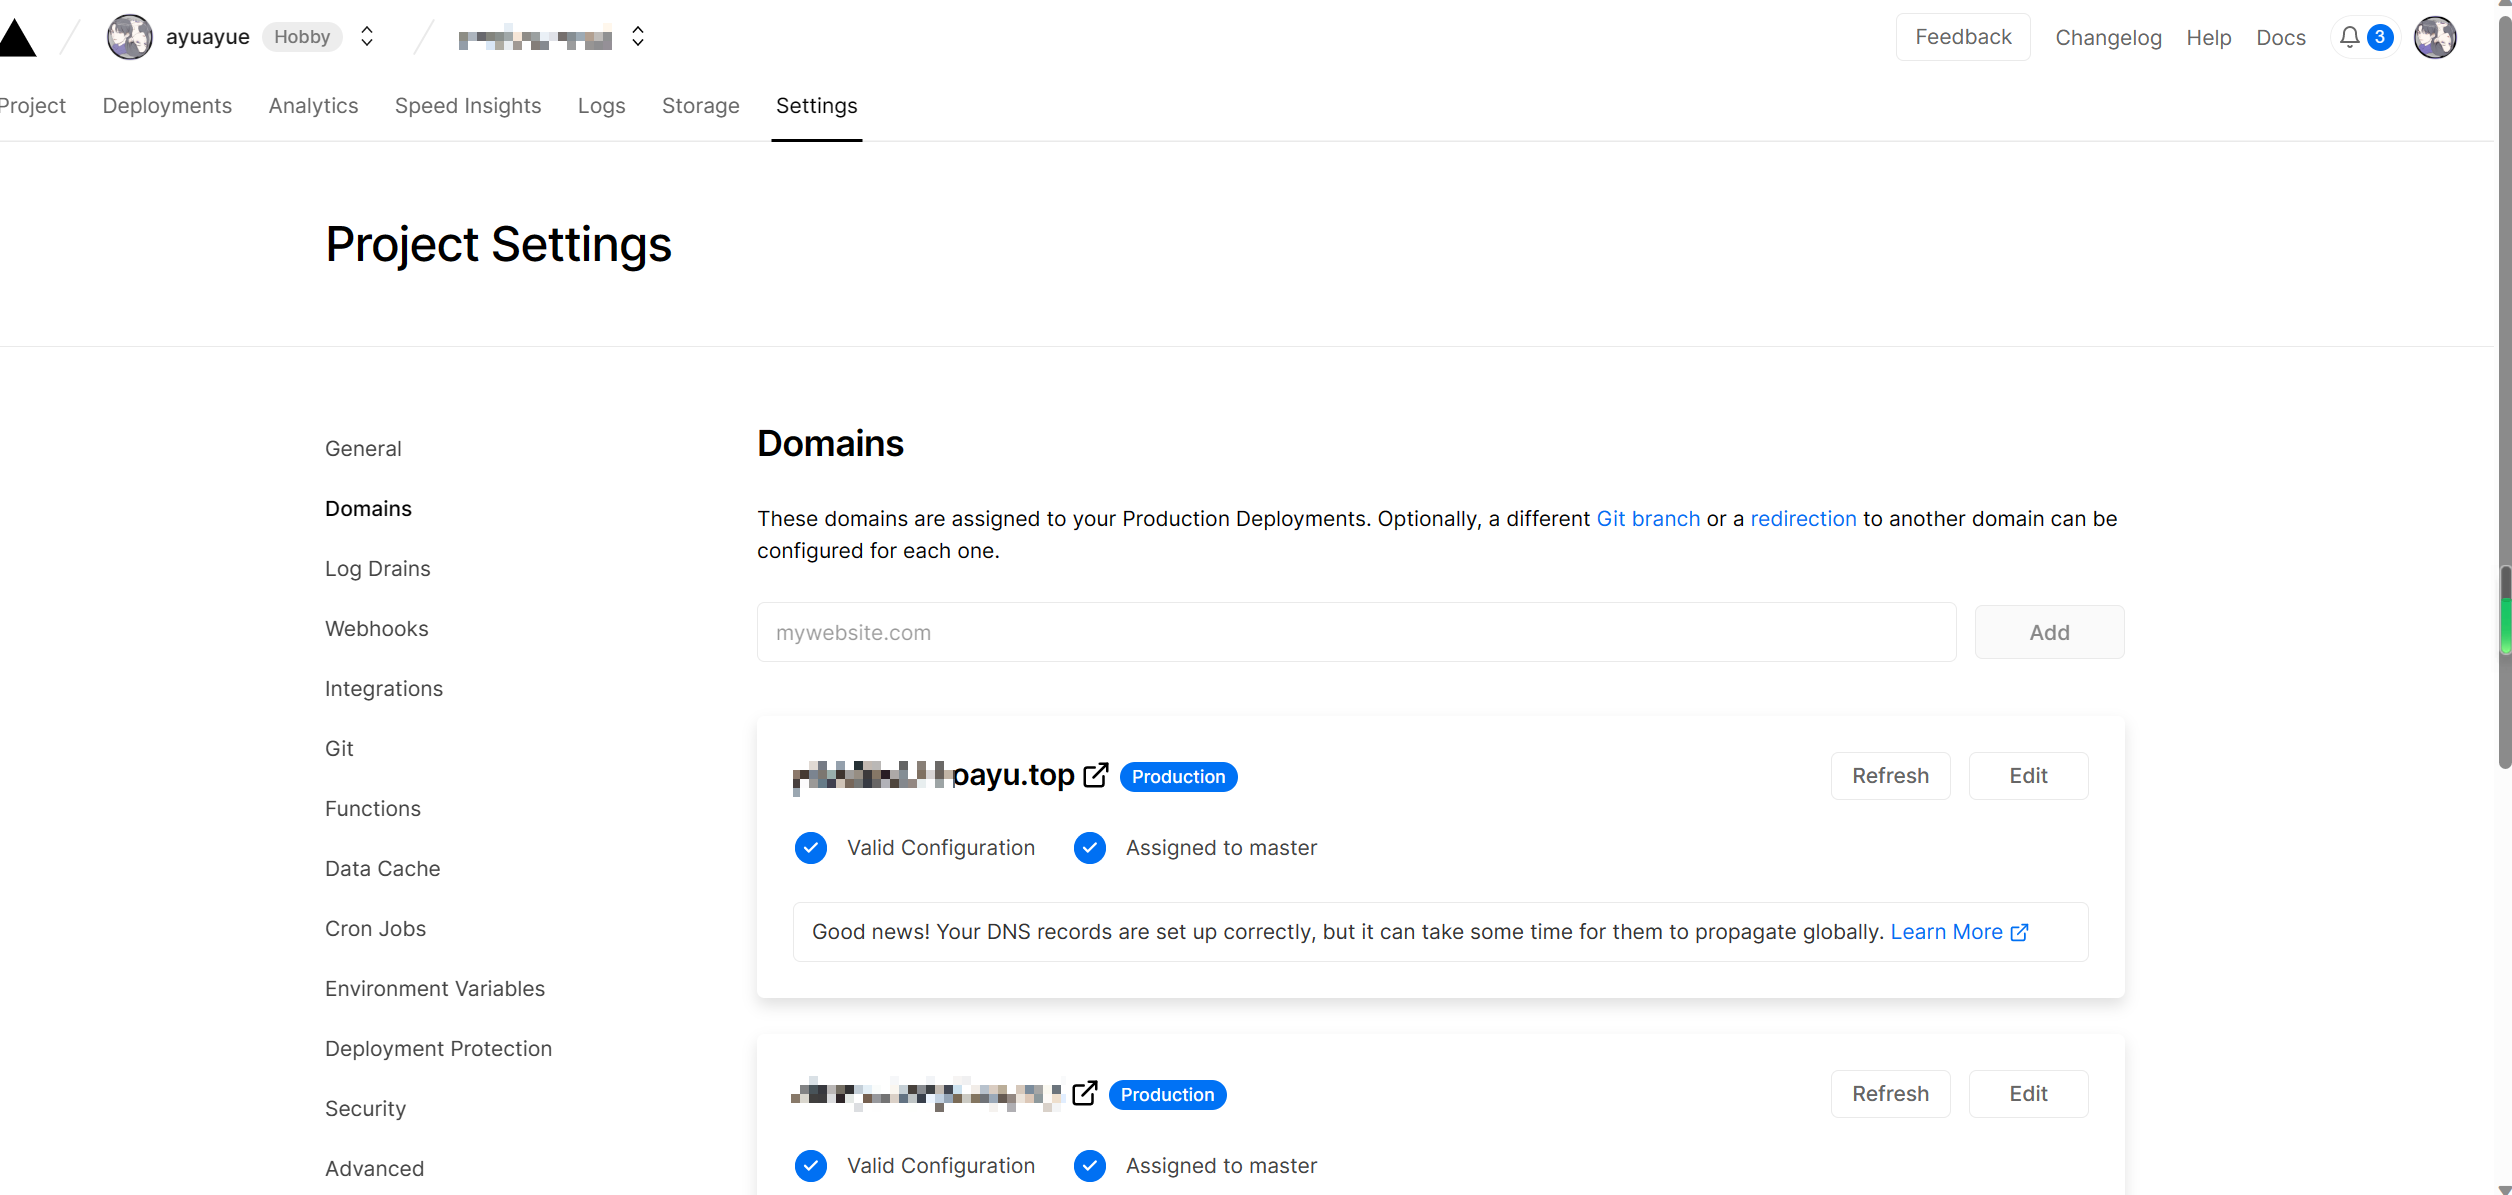 ayuayue Hobby
Feedback Changelog Help Docs 3
Project Deployments Analytics Speed Insights Logs Storage Settings
Project Settings
General
Domains
Log Drains
Webhooks
Integrations
Git
Functions
Data Cache
Cron Jobs
Environment Variables
Deployment Protection
Security
Advanced
Domains
These domains are assigned to your Production Deployments. Optionally, a different Git branch or a redirection to another domain can be
configured for each one.
mywebsite.com Add
oayu.top Production Refresh Edit
Valid Configuration Assigned to master
Good news! Your DNS records are set up correctly, but it can take some time for them to propagate globally. Learn More
Production Refresh Edit
Valid Configuration Assigned to master